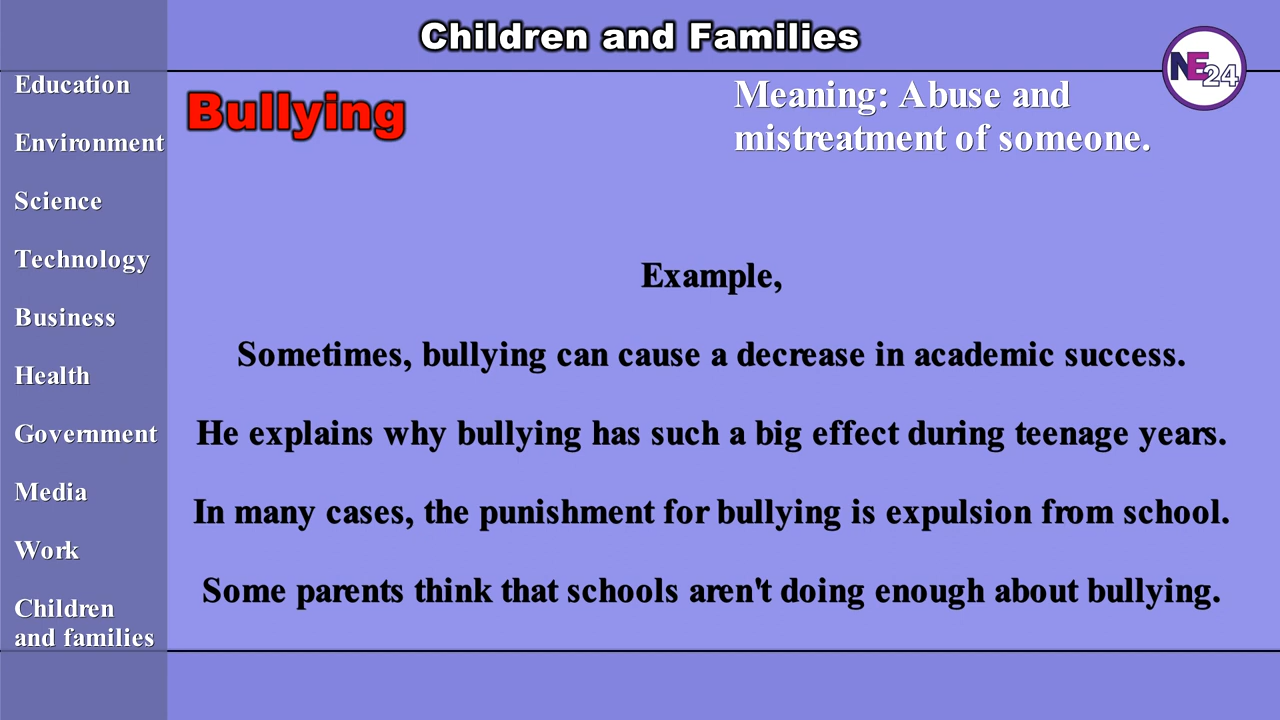 Children and Families
NE24
Education
Environment
Science
Technology
Business
Health
Government
Media
Work
Children
and families
Bullying
Meaning: Abuse and
mistreatment of someone.
Example,
Sometimes, bullying can cause a decrease in academic success.
He explains why bullying has such a big effect during teenage years.
In many cases, the punishment for bullying is expulsion from school.
Some parents think that schools aren't doing enough about bullying.